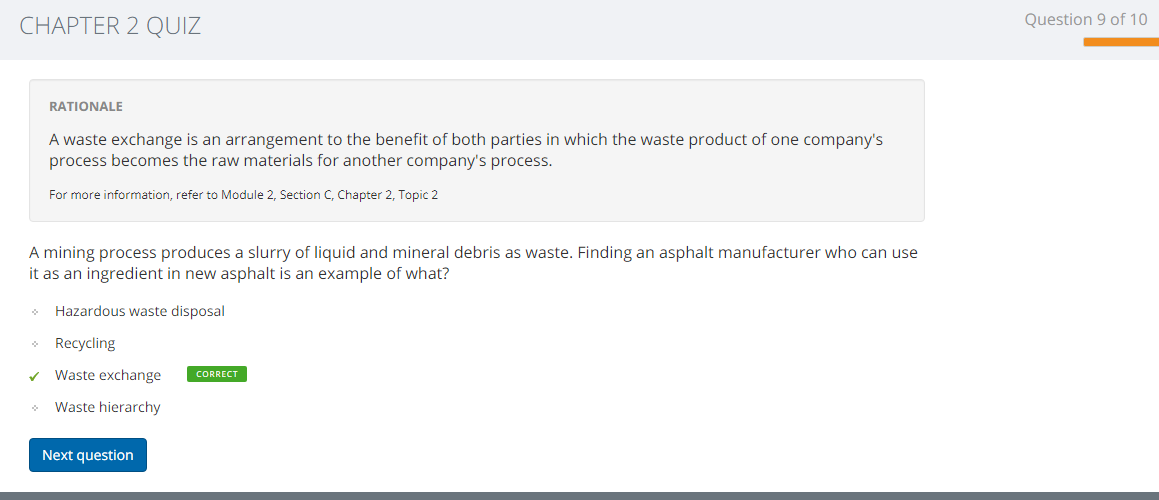 CHAPTER 2 QUIZ
Question 9 of 10
RATIONALE
A waste exchange is an arrangement to the benefit of both parties in which the waste product of one company's
process becomes the raw materials for another company's process.
For more information, refer to Module 2, Section C, Chapter 2, Topic 2
A mining process produces a slurry of liquid and mineral debris as waste. Finding an asphalt manufacturer who can use
it as an ingredient in new asphalt is an example of what?
Hazardous waste disposal
Recycling
Waste exchange CORRECT
Waste hierarchy
Next question